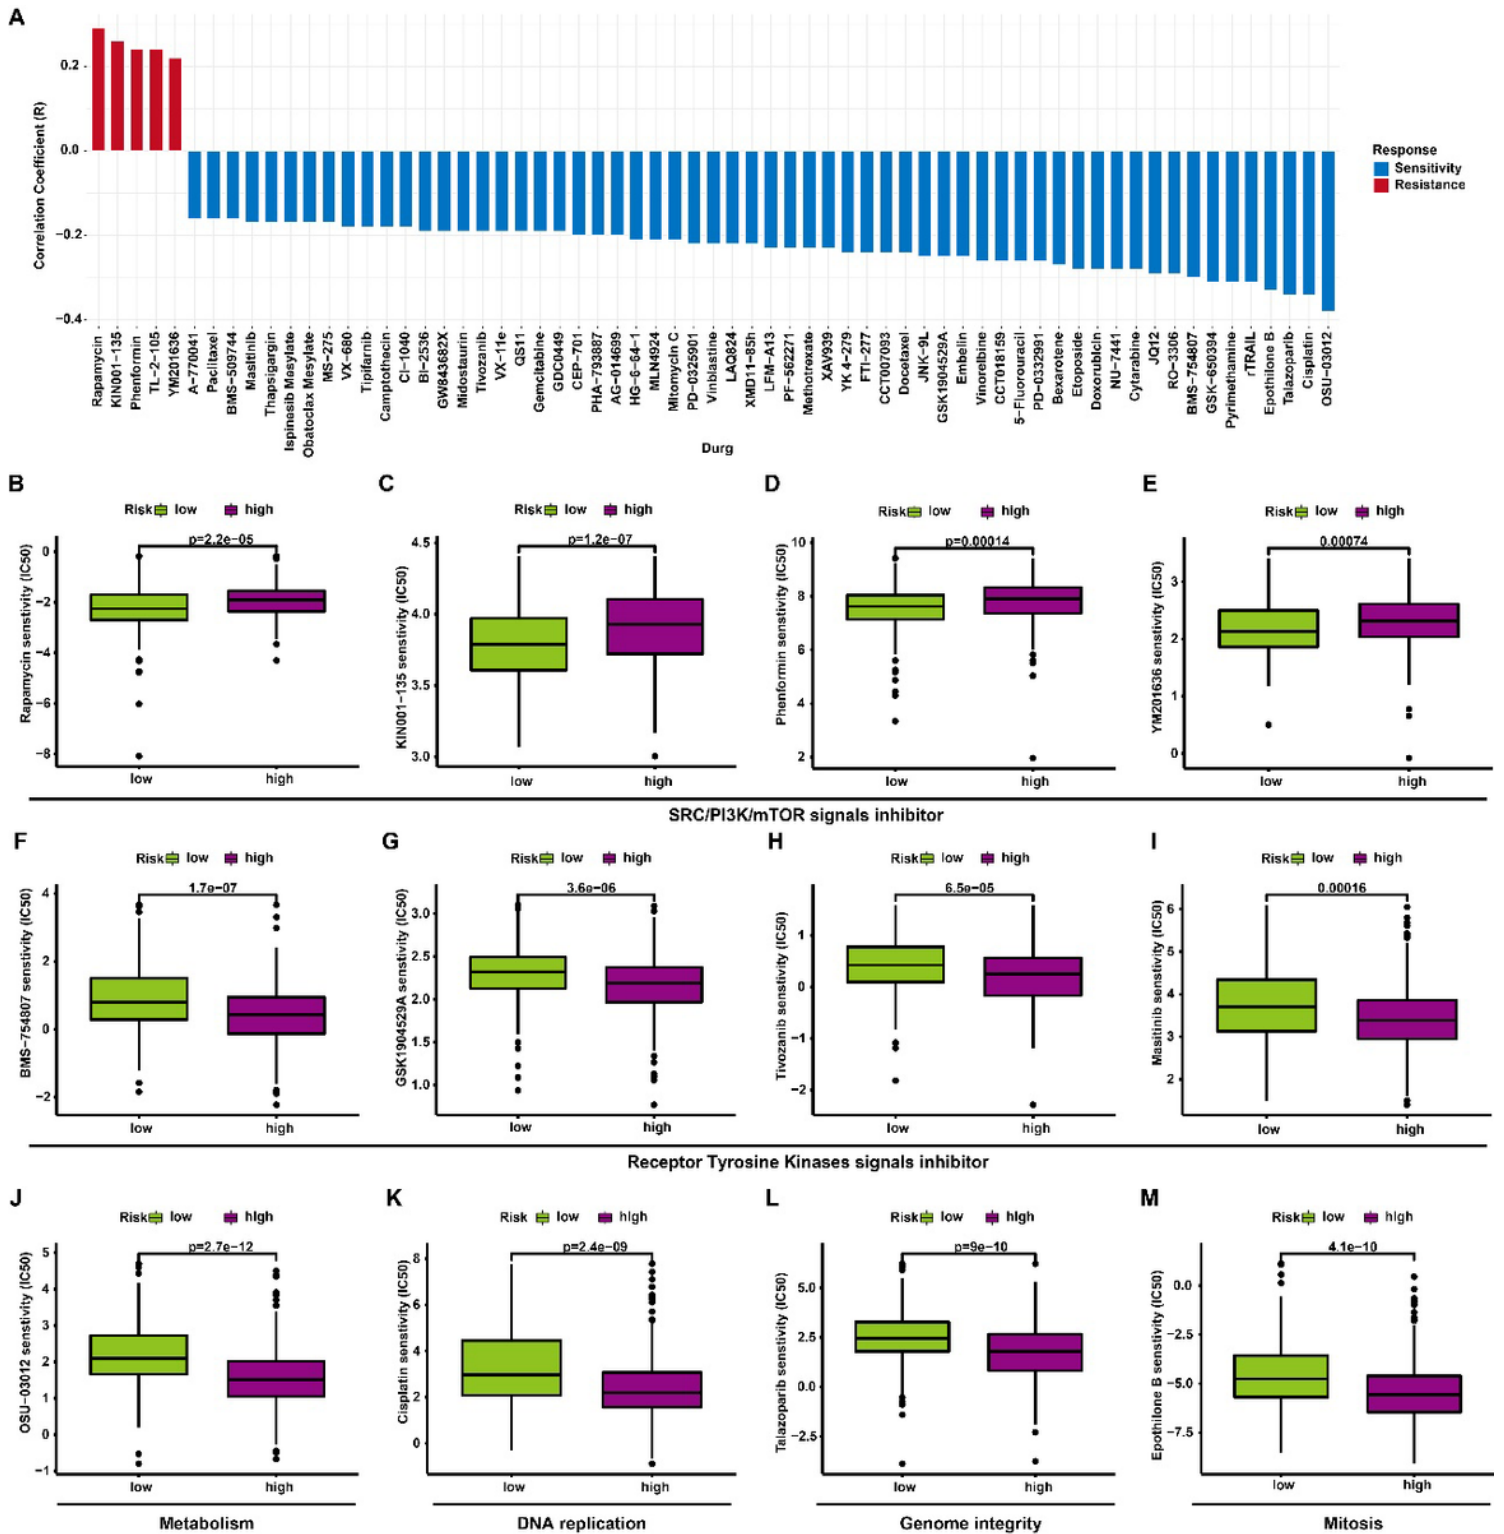 A
Correlation Coefficient (R)
0.2
0.0
−0.2
−0.4
Response
Sensitivity
Resistance
Rapamycin
KIN001−135
Phenformin
TL−2−105
YM201636
A−770041
Paclitaxel
BMS−509744
Masitinib
Thapsigargin
Ispinesib Mesylate
Obatoclax Mesylate
MS−275
VX−680
Tipifarnib
Camptothecin
CI−1040
BI−2536
GW843682X
Midostaurin
Tivozanib
VX−11e
QS11
Gemcitabine
GDC0449
CEP−701
PHA−793887
AG−014699
HG−6−64−1
MLN4924
Mitomycin C
PD−0325901
Vinblastine
LAQ824
XMD11−85h
LFM−A13
PF−562271
Methotrexate
XAV939
YK 4−279
FTI−277
CCT007093
Docetaxel
JNK−9L
GSK1904529A
Embelin
Vinorelbine
CCT018159
5−Fluorouracil
PD−0332991
Bexarotene
Etoposide
Doxorubicin
NU−7441
Cytarabine
JQ12
RO−3306
BMS−754807
GSK−650394
Pyrimethamine
rTRAIL
Epothilone B
Talazoparib
Cisplatin
OSU−03012
Durg
B
Risk low high
p=2.2e−05
Rapamycin senstivity (IC50)
0
−2
−4
−6
−8
low high
C
Risk low high
p=1.2e−07
KIN001−135 senstivity (IC50)
4.5
4.0
3.5
3.0
low high
D
Risk low high
p=0.00014
Phenformin senstivity (IC50)
10
8
6
4
2
low high
E
Risk low high
0.00074
YM201636 senstivity (IC50)
3
2
1
0
low high
SRC/PI3K/mTOR signals inhibitor
F
Risk low high
1.7e−07
BMS−754807 senstivity (IC50)
4
2
0
−2
low high
G
Risk low high
3.6e−06
GSK1904529A senstivity (IC50)
3.0
2.5
2.0
1.5
1.0
low high
H
Risk low high
6.5e−05
Tivozanib senstivity (IC50)
1
0
−1
−2
low high
I
Risk low high
0.00016
Masitinib senstivity (IC50)
6
5
4
3
2
low high
Receptor Tyrosine Kinases signals inhibitor
J
Risk low high
p=2.7e−12
OSU−03012 senstivity (IC50)
5
4
3
2
1
0
−1
low high
Metabolism
K
Risk low high
p=2.4e−09
Cisplatin senstivity (IC50)
8
6
4
2
0
low high
DNA replication
L
Risk low high
p=9e−10
Talazoparib senstivity (IC50)
5.0
2.5
0.0
−2.5
low high
Genome integrity
M
Risk low high
4.1e−10
Epothilone B senstivity (IC50)
0.0
−2.5
−5.0
−7.5
low high
Mitosis